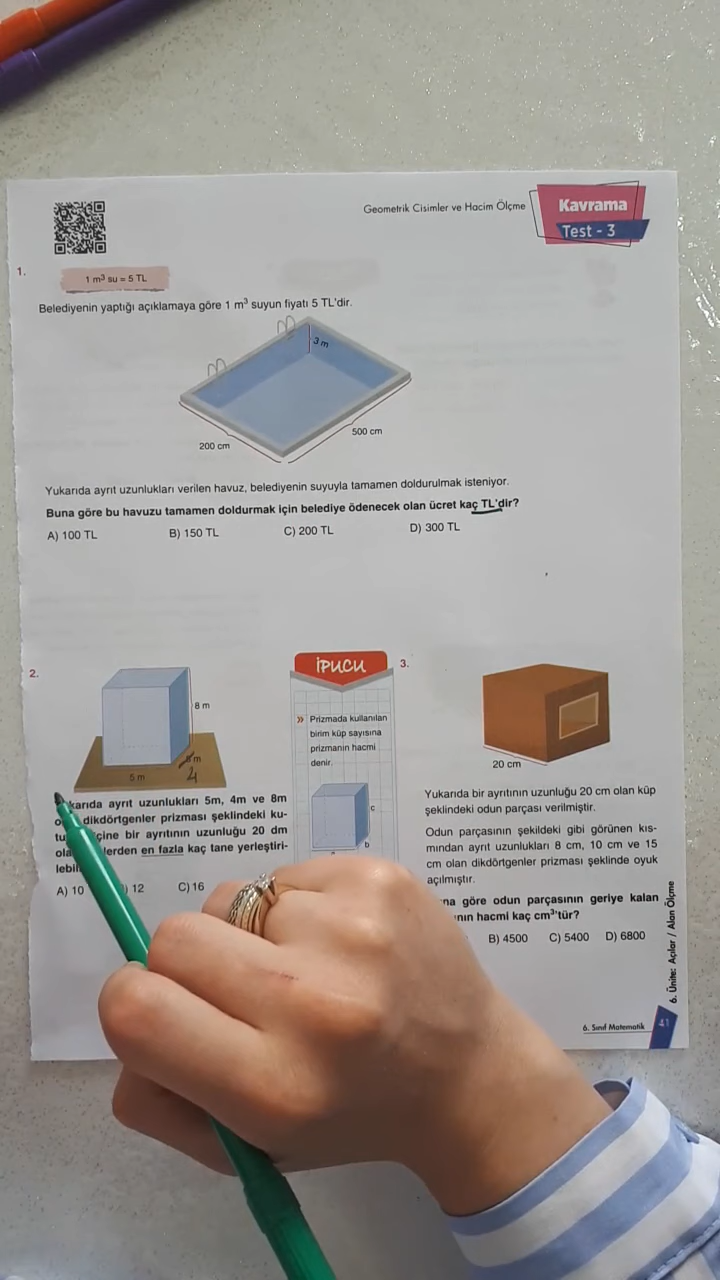 Geometrik Cisimler ve Hacim Ölçme
Kavrama
Test - 3
1.
1 m³ su = 5 TL
Belediyenin yaptığı açıklamaya göre 1 m³ suyun fiyatı 5 TL'dir.
3 m
500 cm
200 cm
Yukarıda ayrıt uzunlukları verilen havuz, belediyenin suyuyla tamamen doldurulmak isteniyor.
Buna göre bu havuzu tamamen doldurmak için belediye ödenecek olan ücret kaç TL'dir?
A) 100 TL B) 150 TL C) 200 TL D) 300 TL
2.
8 m
m
4
5 m
arıda ayrıt uzunlukları 5m, 4m ve 8m
dikdörtgenler prizması şeklindeki ku-
çine bir ayrıtının uzunluğu 20 dm
lerden en fazla kaç tane yerleştiri-
A) 10 12 C) 16
İPUCU
» Prizmada kullanılan
birim küp sayısına
prizmanın hacmi
denir.
c
b
3.
20 cm
Yukarıda bir ayrıtının uzunluğu 20 cm olan küp
şeklindeki odun parçası verilmiştir.
Odun parçasının şekildeki gibi görünen kıs-
mından ayrıt uzunlukları 8 cm, 10 cm ve 15
cm olan dikdörtgenler prizması şeklinde oyuk
açılmıştır.
na göre odun parçasının geriye kalan
nın hacmi kaç cm³'tür?
B) 4500 C) 5400 D) 6800
6. Ünite: Açılar / Alan Ölçme
6. Sınıf Matematik
41